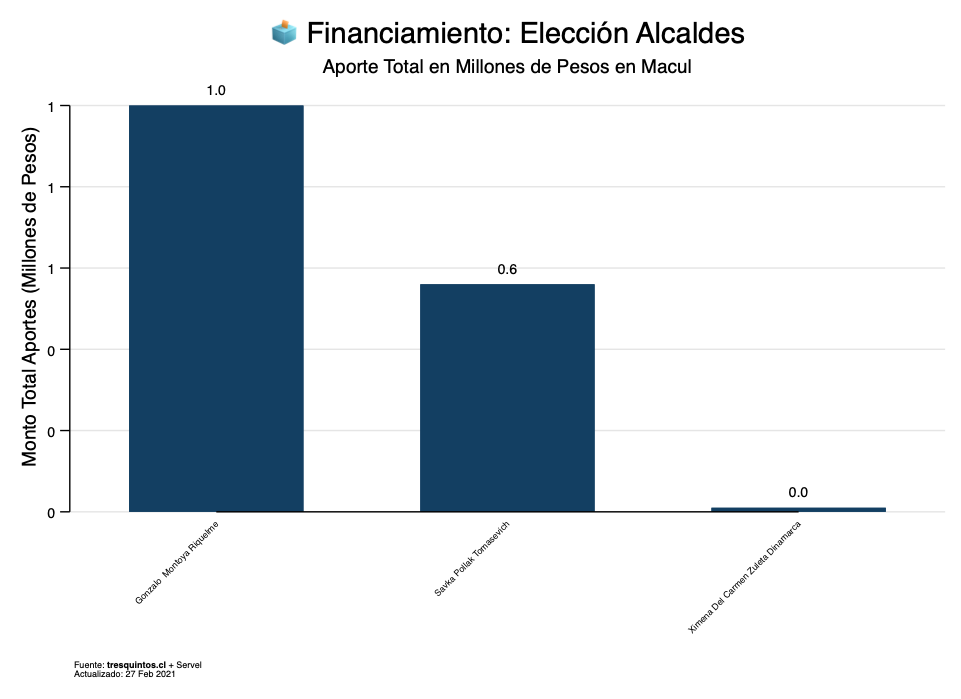 Financiamiento: Elección Alcaldes
Aporte Total en Millones de Pesos en Macul
Monto Total Aportes (Millones de Pesos)
1
1
1
0
0
0
1.0
0.6
0.0
Gonzalo Montoya Riquelme
Savka Pollak Tomasevich
Ximena Del Carmen Zuleta Dinamarca
Fuente: tresquintos.cl + Servel
Actualizado: 27 Feb 2021